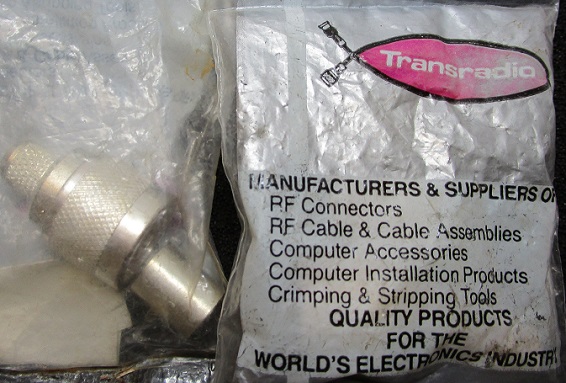 Transradio
MANUFACTURERS & SUPPLIERS OF
RF Connectors
RF Cable & Cable Assemblies
Computer Accessories
Computer Installation Products
Crimping & Stripping Tools
QUALITY PRODUCTS
FOR THE
WORLD'S ELECTRONICS INDUSTRY